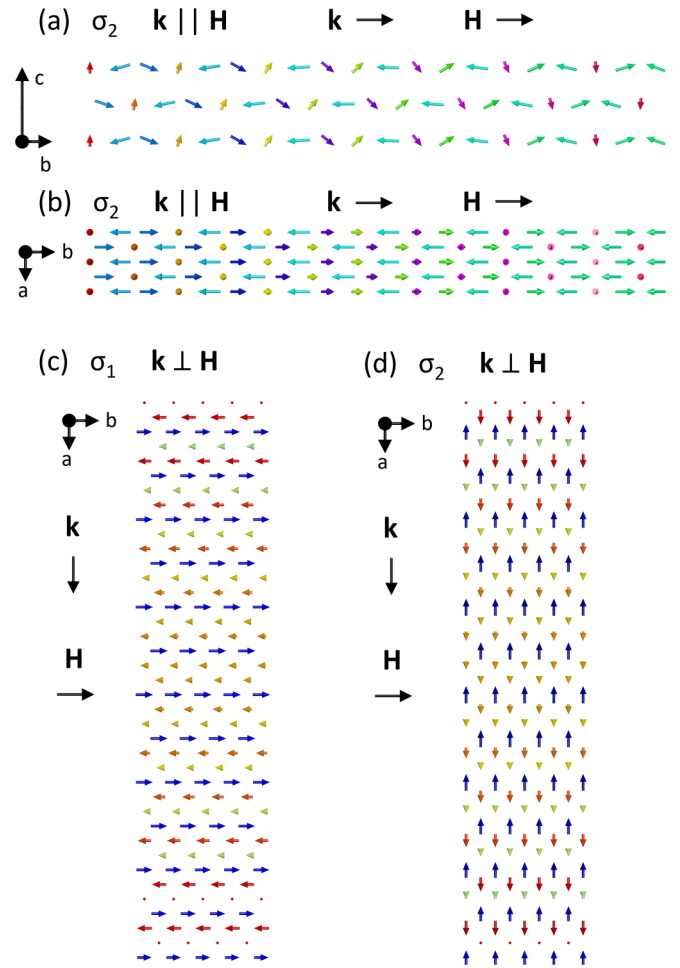 (a) σ₂ k || H k H
c
b
(b) σ₂ k || H k H
b
a
(c) σ₁ k ⊥ H
(d) σ₂ k ⊥ H
b
a
b
a
k
k
H
H